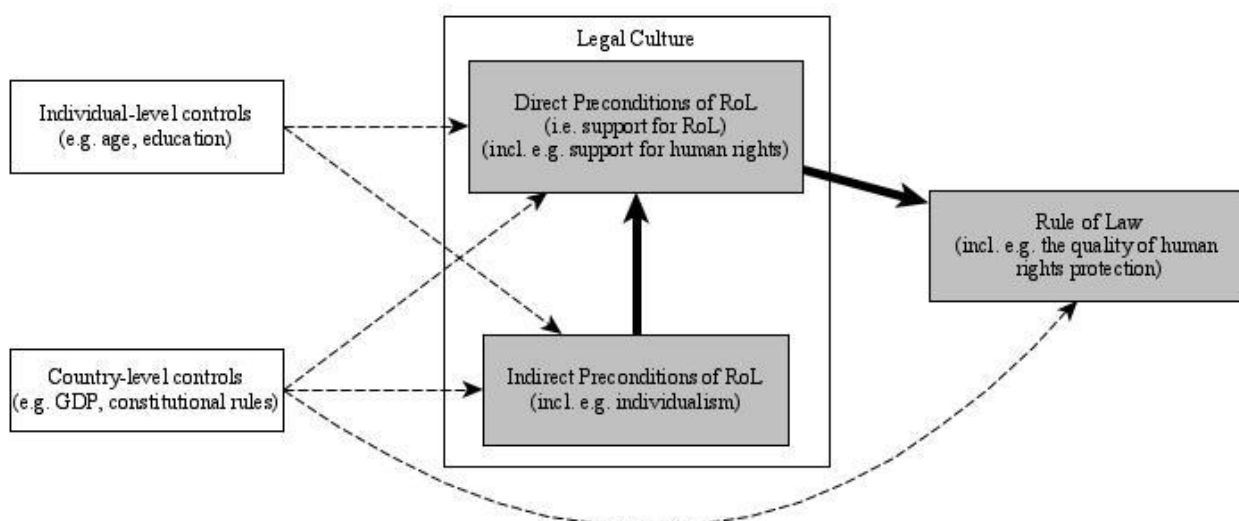 Legal Culture
Individual-level controls
(e.g. age, education)
Direct Preconditions of RoL
(i.e. support for RoL)
(incl. e.g. support for human rights)
Rule of Law
(incl. e.g. the quality of human
rights protection)
Country-level controls
(e.g. GDP, constitutional rules)
Indirect Preconditions of RoL
(incl. e.g. individualism)